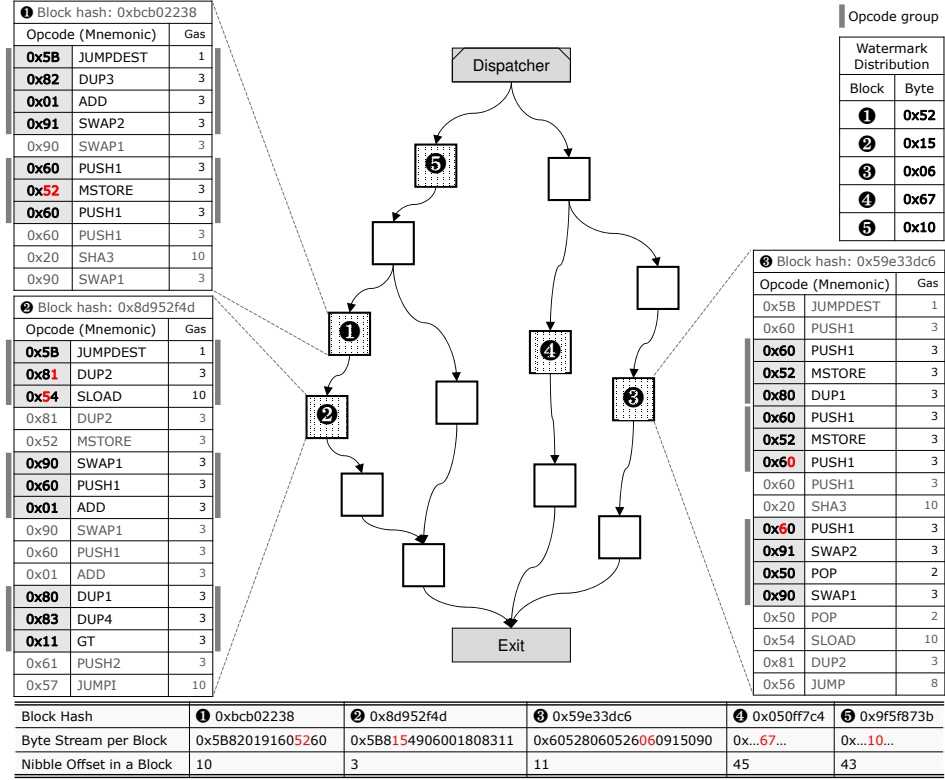 ❶ Block hash: 0xbcb02238
Opcode (Mnemonic) Gas
0x5B JUMPDEST 1
0x82 DUP3 3
0x01 ADD 3
0x91 SWAP2 3
0x90 SWAP1 3
0x60 PUSH1 3
0x52 MSTORE 3
0x60 PUSH1 3
0x60 PUSH1 3
0x20 SHA3 10
0x90 SWAP1 3
❷ Block hash: 0x8d952f4d
Opcode (Mnemonic) Gas
0x5B JUMPDEST 1
0x81 DUP2 3
0x54 SLOAD 10
0x81 DUP2 3
0x52 MSTORE 3
0x90 SWAP1 3
0x60 PUSH1 3
0x01 ADD 3
0x90 SWAP1 3
0x60 PUSH1 3
0x01 ADD 3
0x80 DUP1 3
0x83 DUP4 3
0x11 GT 3
0x61 PUSH2 3
0x57 JUMPI 10
Dispatcher
❺
❶
❹
❷
❸
Exit
Opcode group
Watermark
Distribution
Block Byte
❶ 0x52
❷ 0x15
❸ 0x06
❹ 0x67
❺ 0x10
❸ Block hash: 0x59e33dc6
Opcode (Mnemonic) Gas
0x5B JUMPDEST 1
0x60 PUSH1 3
0x60 PUSH1 3
0x52 MSTORE 3
0x80 DUP1 3
0x60 PUSH1 3
0x52 MSTORE 3
0x60 PUSH1 3
0x60 PUSH1 3
0x20 SHA3 10
0x60 PUSH1 3
0x91 SWAP2 3
0x50 POP 2
0x90 SWAP1 3
0x50 POP 2
0x54 SLOAD 10
0x81 DUP2 3
0x56 JUMP 8
Block Hash ❶ 0xbcb02238 ❷ 0x8d952f4d ❸ 0x59e33dc6 ❹ 0x050ff7c4 ❺ 0x9f5f873b
Byte Stream per Block 0x5B820191605260 0x5B8154906001808311 0x60528060526060915090 0x...67... 0x...10...
Nibble Offset in a Block 10 3 11 45 43